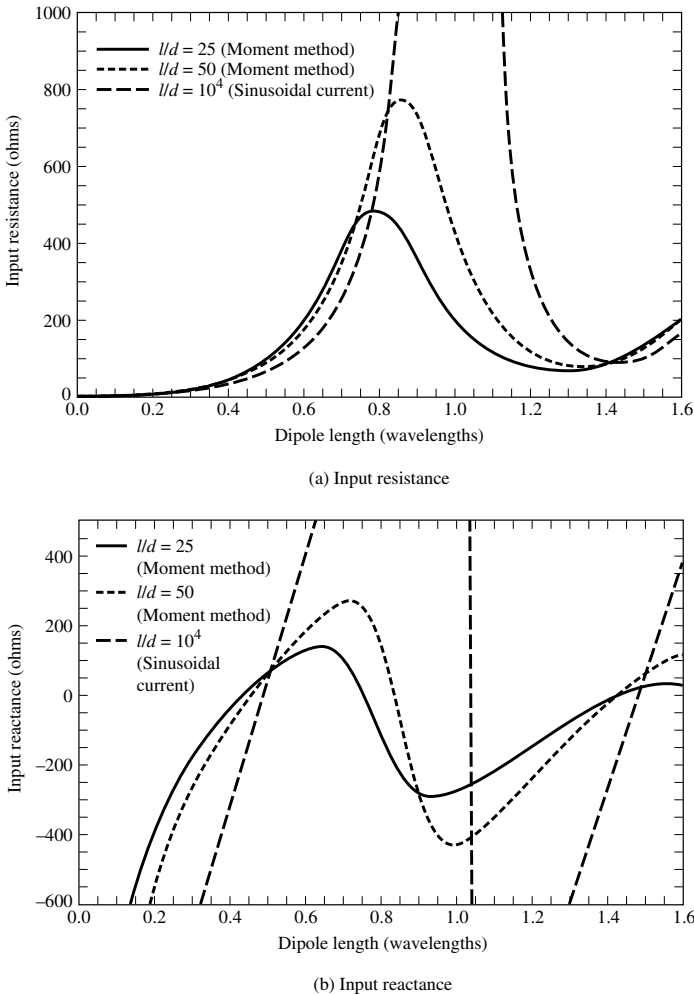 1000
l/d = 25 (Moment method)
l/d = 50 (Moment method)
l/d = 10⁴ (Sinusoidal current)
800
600
400
200
0
Input resistance (ohms)
0.0 0.2 0.4 0.6 0.8 1.0 1.2 1.4 1.6
Dipole length (wavelengths)
(a) Input resistance
l/d = 25
(Moment method)
l/d = 50
(Moment method)
l/d = 10⁴
(Sinusoidal
current)
400
200
0
–200
–400
–600
Input reactance (ohms)
0.0 0.2 0.4 0.6 0.8 1.0 1.2 1.4 1.6
Dipole length (wavelengths)
(b) Input reactance